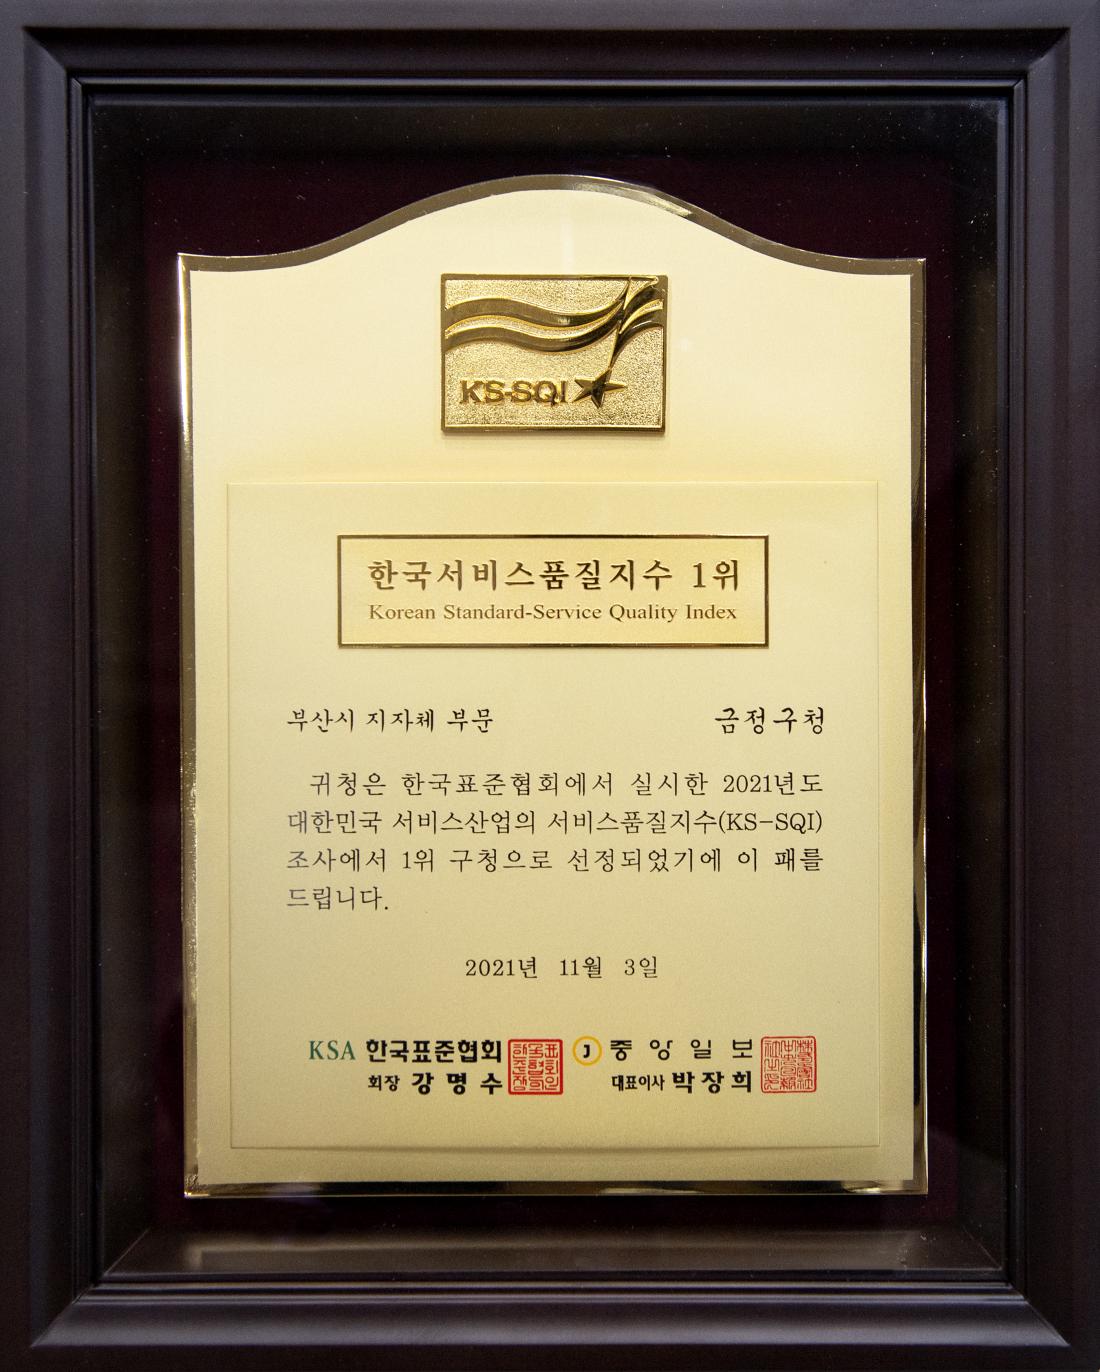 KS-SQI
한국서비스품질지수 1위
Korean Standard-Service Quality Index
부산시 지자체 부문 금정구청
귀청은 한국표준협회에서 실시한 2021년도
대한민국 서비스산업의 서비스품질지수(KS-SQI)
조사에서 1위 구청으로 선정되었기에 이 패를
드립니다.
2021년 11월 3일
KSA 한국표준협회 J 중앙일보
회장 강명수 대표이사 박장희